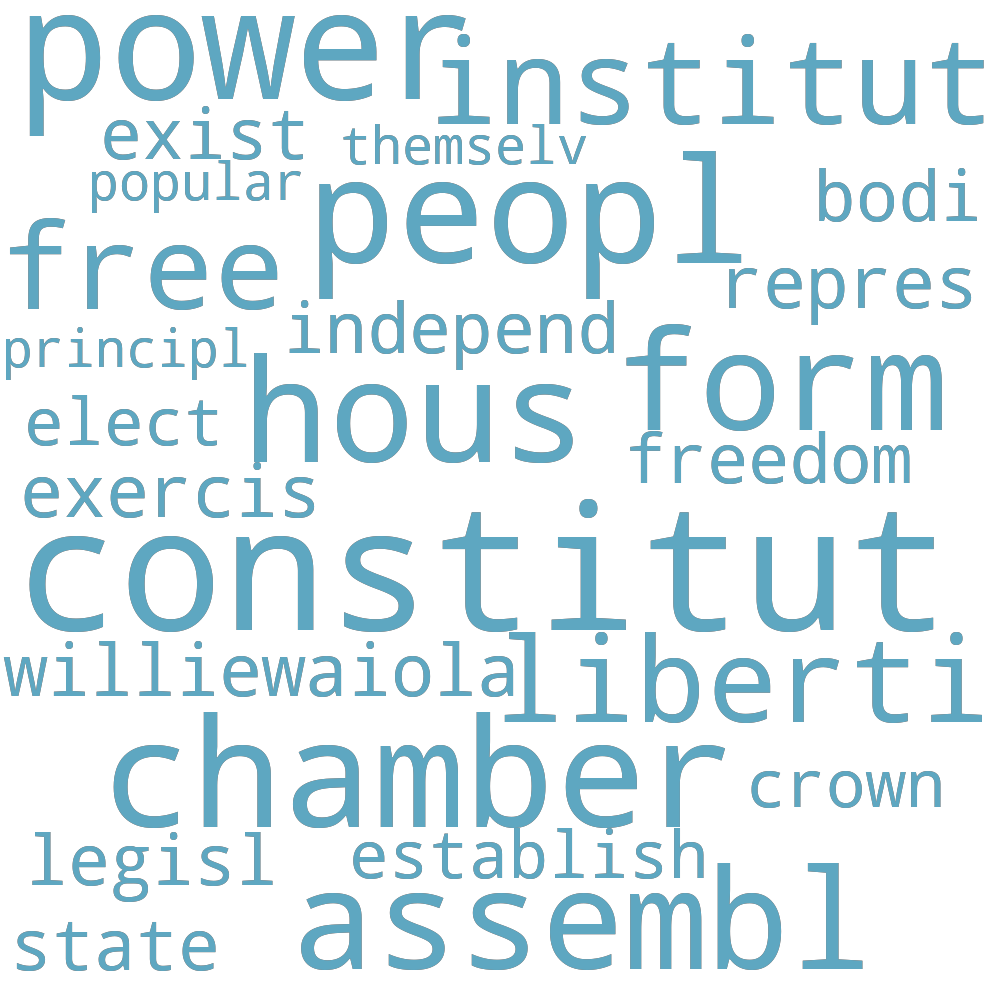 power
institut
exist
themselv
popular
peopl
bodi
free
repres
independ
principl
form
hous
elect
freedom
exercis
constitut
williewaiola
liberti
chamber
crown
legisl
establish
assembl
state